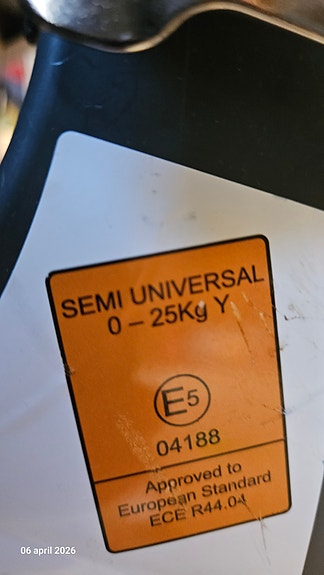 SEMI UNIVERSAL
0 – 25Kg Y
E5
04188
Approved to
European Standard
ECE R44.04
06 april 2026